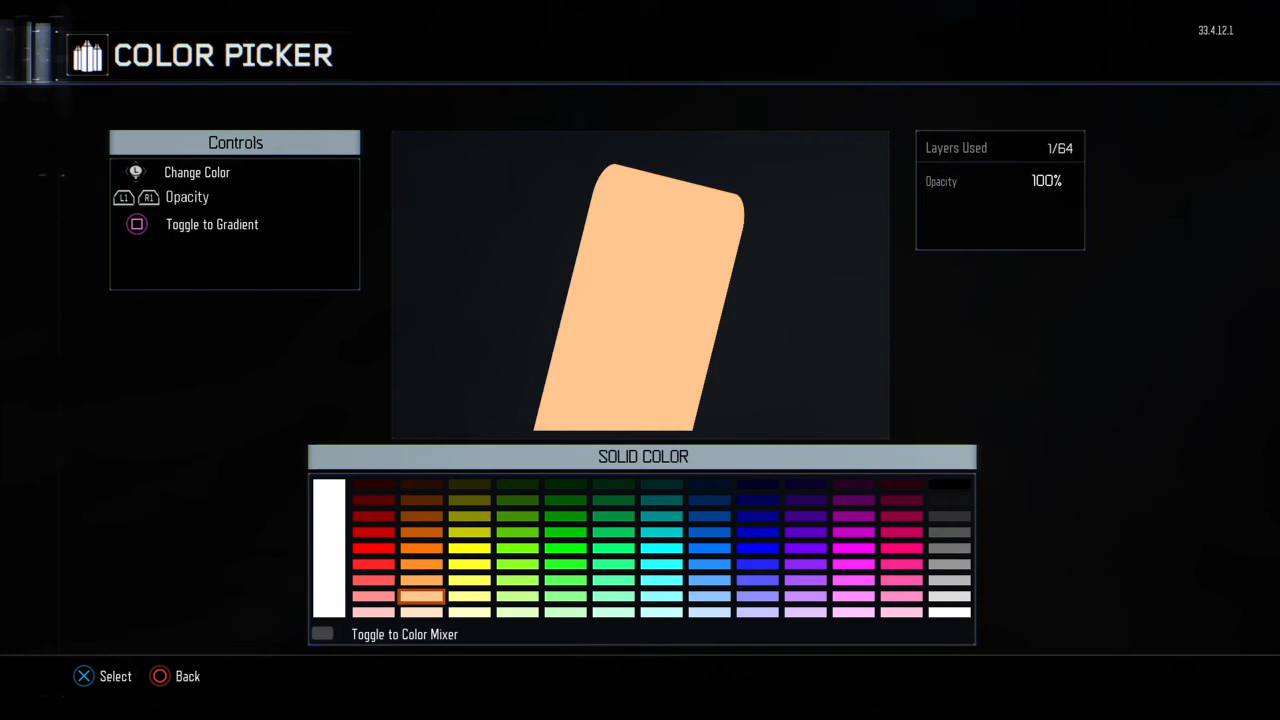 33.4.12.1
COLOR PICKER
Controls
L Change Color
L1 R1 Opacity
Toggle to Gradient
Layers Used 1/64
Opacity 100%
SOLID COLOR
Toggle to Color Mixer
Select Back